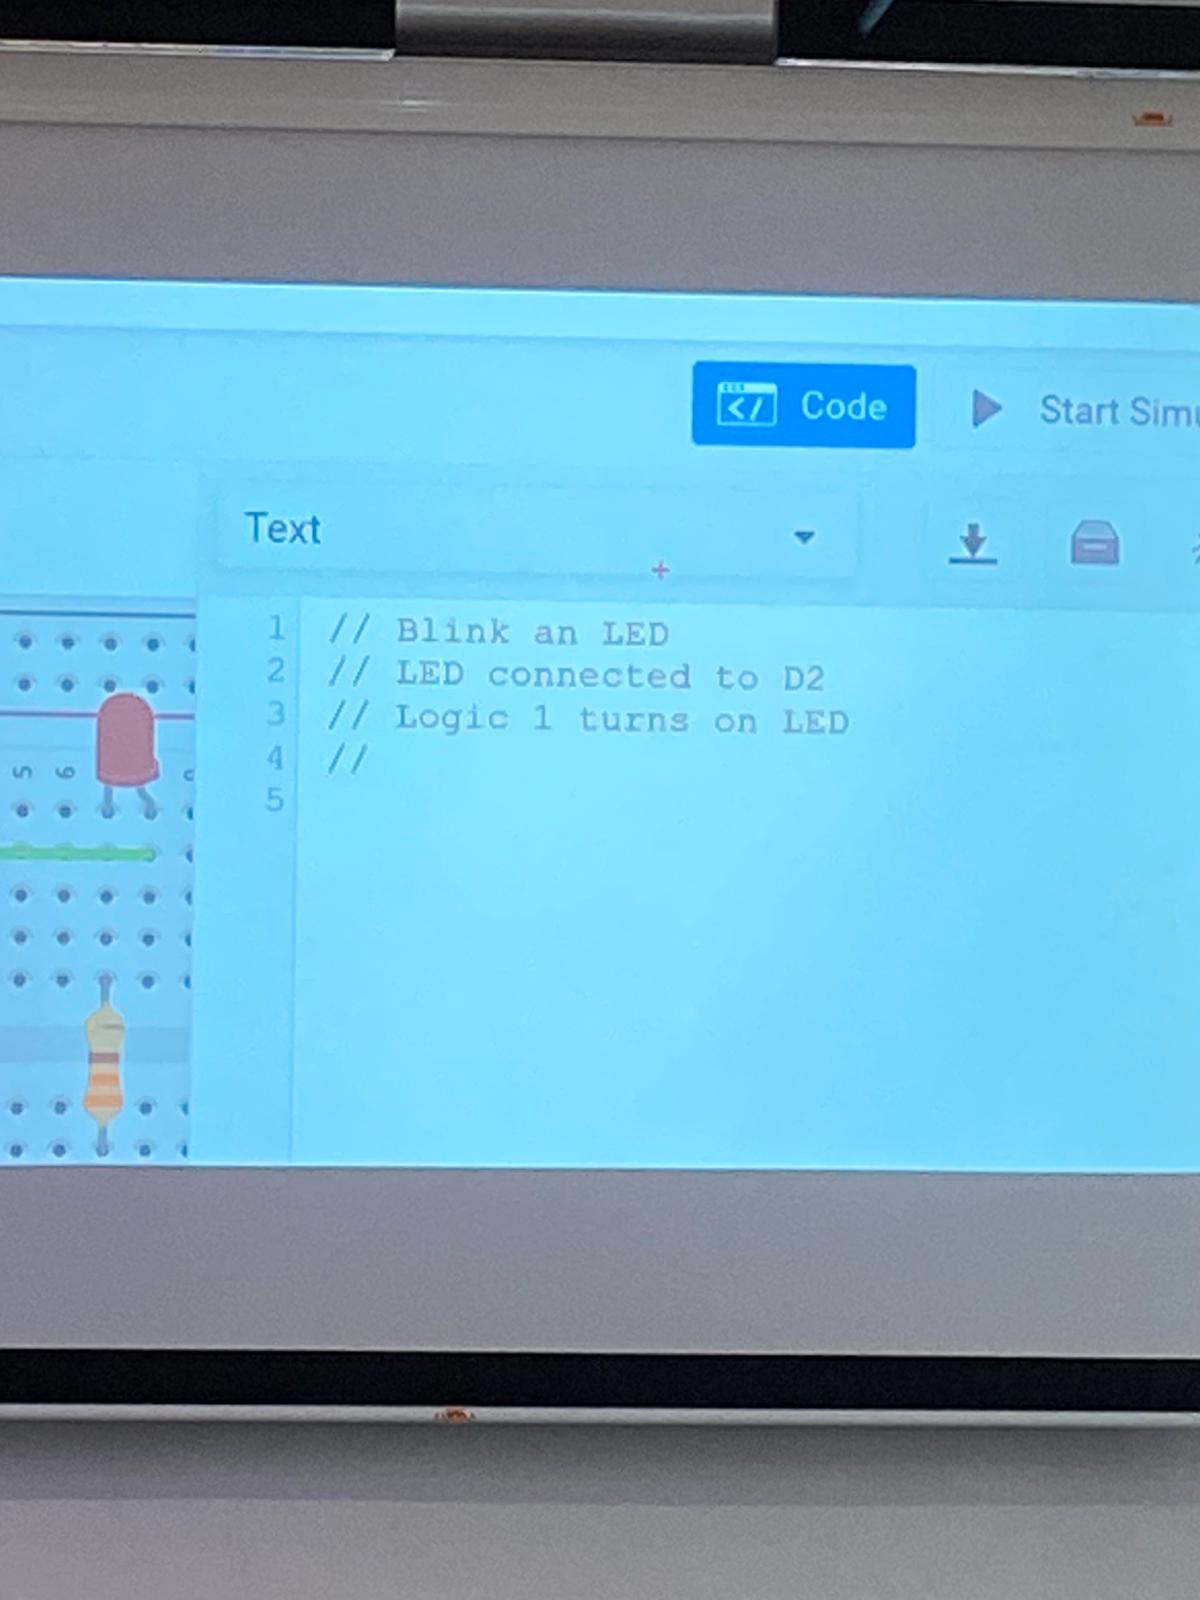 Code
Start
Text
1 // Blink an LED
2 // LED connected to D2
3 // Logic 1 turns on LED
4 //
5
5 6